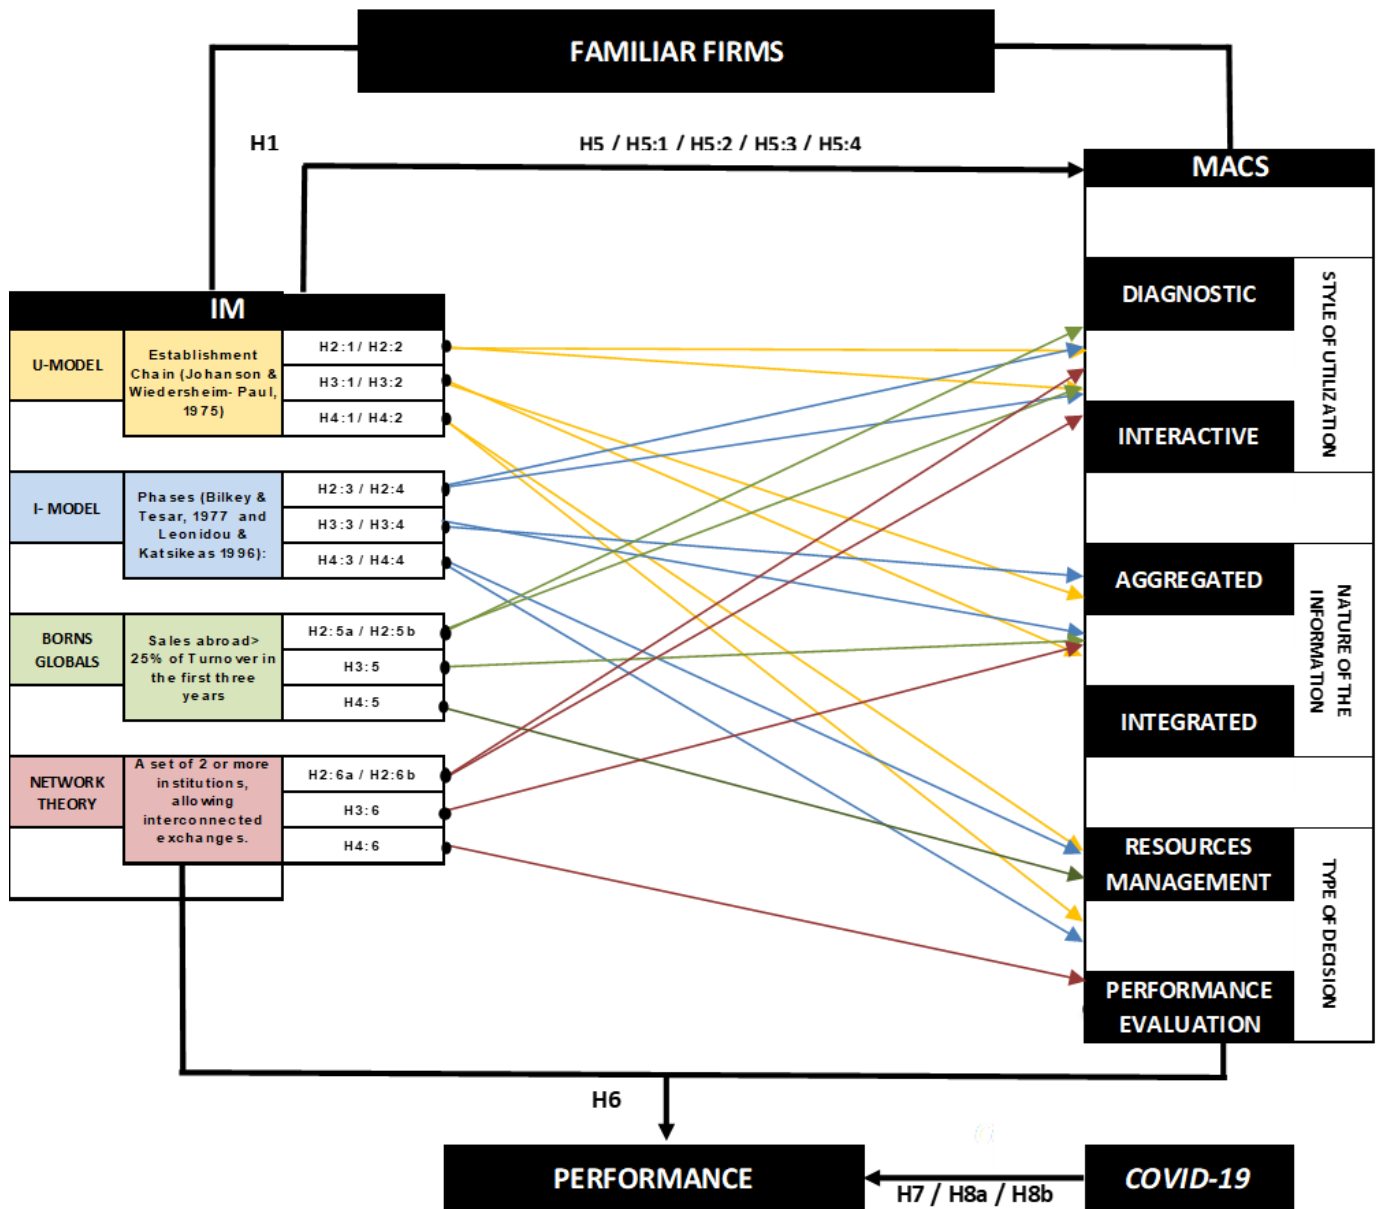 FAMILIAR FIRMS
H1
H5 / H5:1 / H5:2 / H5:3 / H5:4
MACS
IM
U-MODEL
Establishment
Chain (Johanson &
Wiedersheim- Paul,
1975)
H2:1 / H2:2
H3:1 / H3:2
H4:1 / H4:2
I- MODEL
Phases (Bilkey &
Tesar, 1977 and
Leonidou &
Katsikeas 1996):
H2:3 / H2:4
H3:3 / H3:4
H4:3 / H4:4
BORNS
GLOBALS
Sales abroad>
25% of Turnover in
the first three
years
H2:5a / H2:5b
H3:5
H4:5
NETWORK
THEORY
A set of 2 or more
institutions,
allowing
interconnected
exchanges.
H2:6a / H2:6b
H3:6
H4:6
DIAGNOSTIC
INTERACTIVE
STYLE OF UTILIZATION
AGGREGATED
INTEGRATED
NATURE OF THE
INFORMATION
RESOURCES
MANAGEMENT
PERFORMANCE
EVALUATION
TYPE OF DECISION
H6
PERFORMANCE
H7 / H8a / H8b
COVID-19